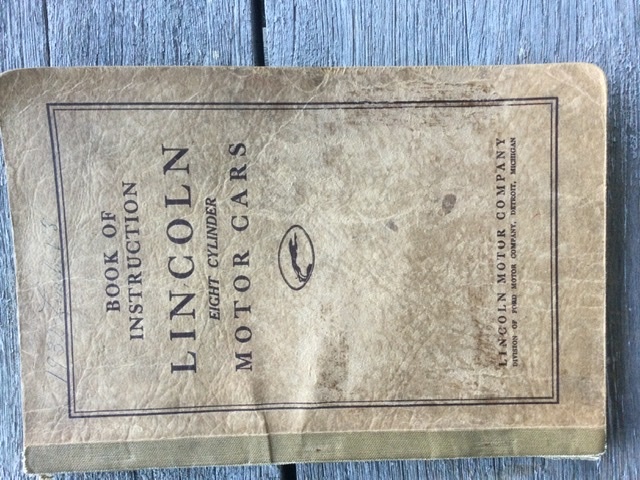 BOOK OF
INSTRUCTION
LINCOLN
EIGHT CYLINDER
MOTOR CARS
LINCOLN MOTOR COMPANY
DIVISION OF FORD MOTOR COMPANY, DETROIT, MICHIGAN